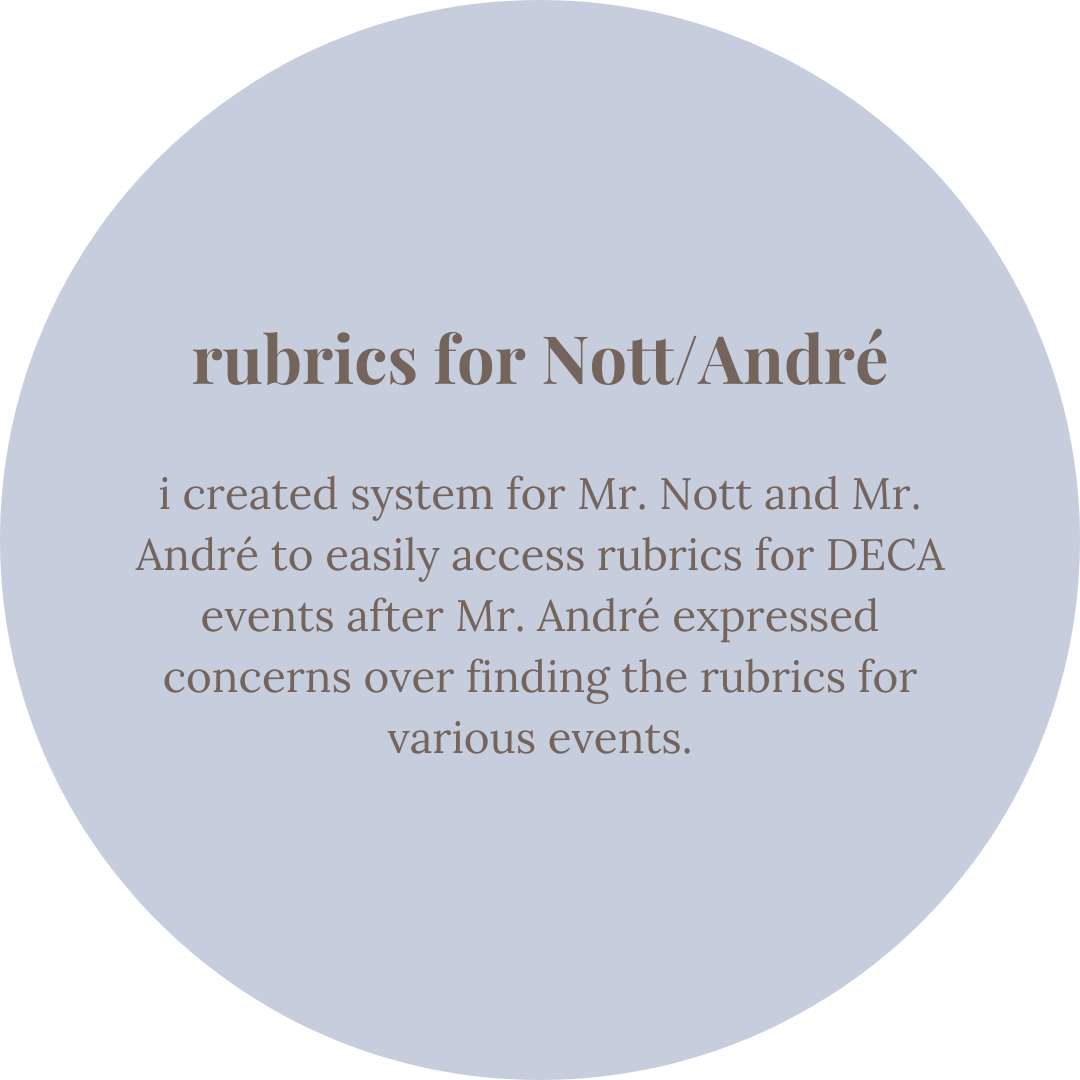 rubrics for Nott/André
i created system for Mr. Nott and Mr.
André to easily access rubrics for DECA
events after Mr. André expressed
concerns over finding the rubrics for
various events.